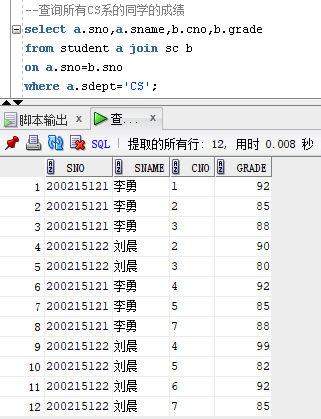 --查询所有CS系的同学的成绩
select a.sno,a.sname,b.cno,b.grade
from student a join sc b
on a.sno=b.sno
where a.sdept='CS';
脚本输出 × 查... ×
SQL | 提取的所有行: 12, 用时 0.008 秒
SNO SNAME CNO GRADE
1 200215121 李勇 1 92
2 200215121 李勇 2 85
3 200215121 李勇 3 88
4 200215122 刘晨 2 90
5 200215122 刘晨 3 80
6 200215121 李勇 4 92
7 200215121 李勇 5 85
8 200215121 李勇 7 88
9 200215122 刘晨 4 99
10 200215122 刘晨 5 82
11 200215122 刘晨 6 92
12 200215122 刘晨 7 85